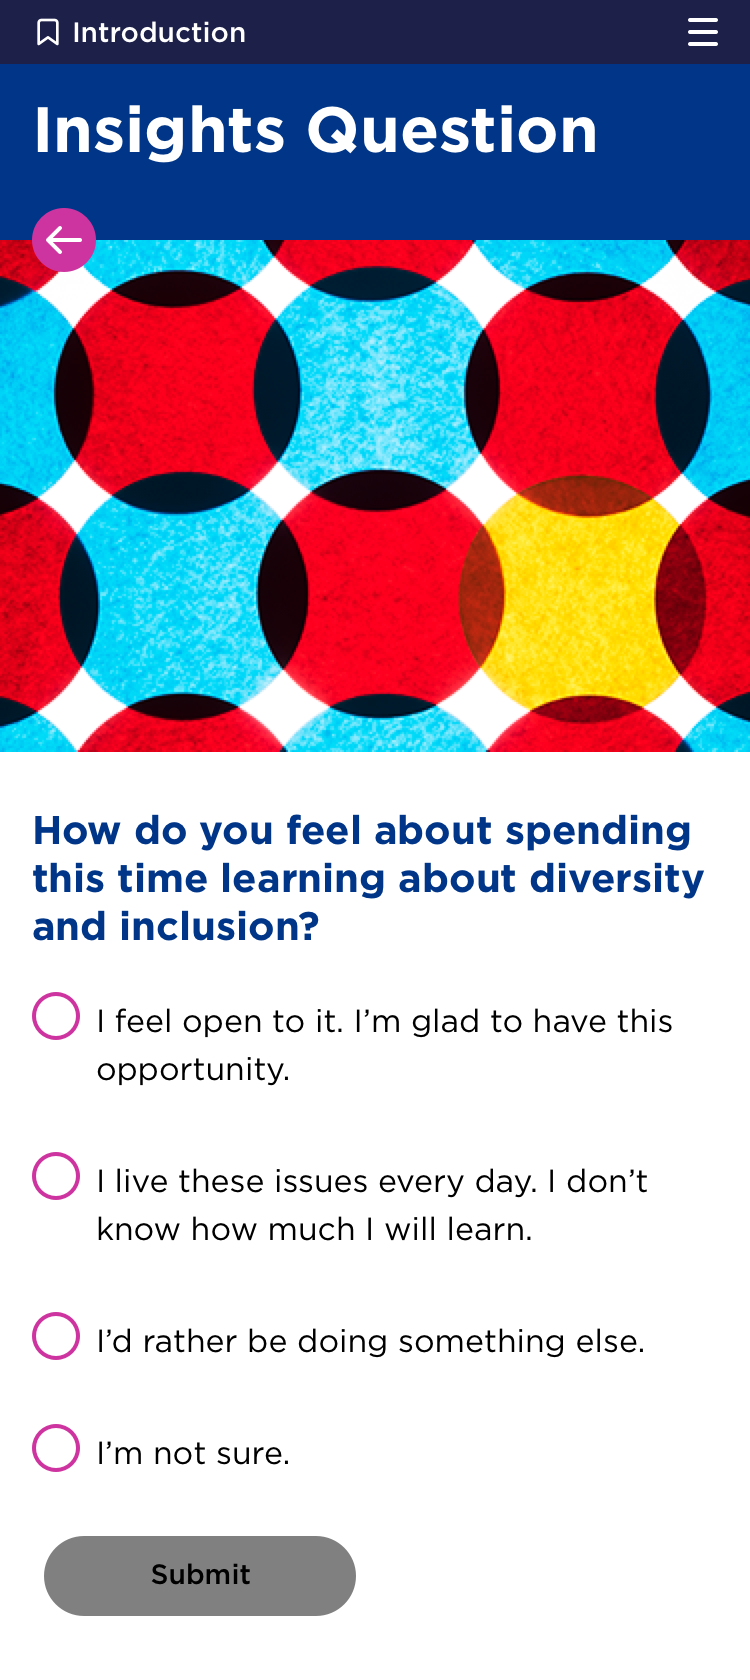 Introduction
Insights Question
How do you feel about spending
this time learning about diversity
and inclusion?
I feel open to it. I’m glad to have this
opportunity.
I live these issues every day. I don’t
know how much I will learn.
I’d rather be doing something else.
I’m not sure.
Submit